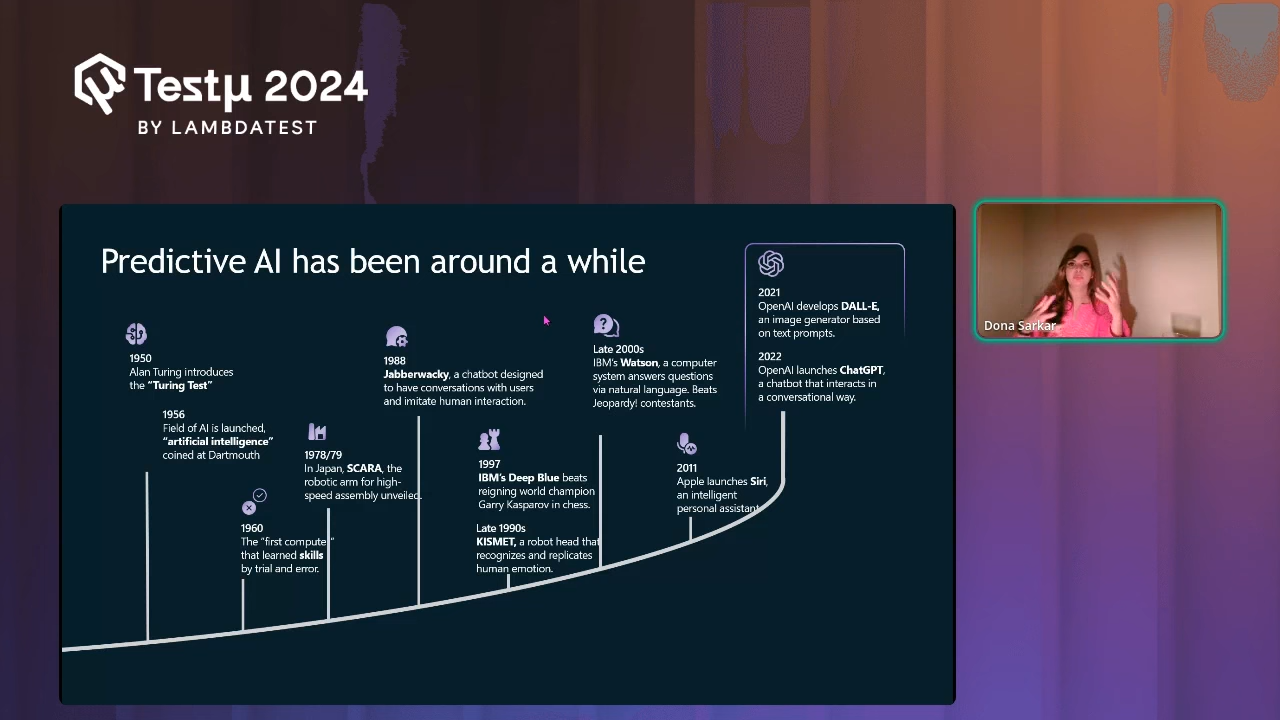 Testμ 2024
BY LAMBDATEST
Predictive AI has been around a while
1950
Alan Turing introduces
the “Turing Test”
1956
Field of AI is launched,
“artificial intelligence”
coined at Dartmouth
1960
The “first compute
that learned skills
by trial and error.
1978/79
In Japan, SCARA, the
robotic arm for high-
speed assembly unveiled.
1988
Jabberwacky, a chatbot designed
to have conversations with users
and imitate human interaction.
1997
IBM’s Deep Blue beats
reigning world champion
Garry Kasparov in chess.
Late 1990s
KISMET, a robot head that
recognizes and replicates
human emotion.
Late 2000s
IBM’s Watson, a computer
system answers questions
via natural language. Beats
Jeopardy! contestants.
2011
Apple launches Siri,
an intelligent
personal assistant.
2021
OpenAI develops DALL-E,
an image generator based
on text prompts.
2022
OpenAI launches ChatGPT,
a chatbot that interacts in
a conversational way.
Dona Sarkar